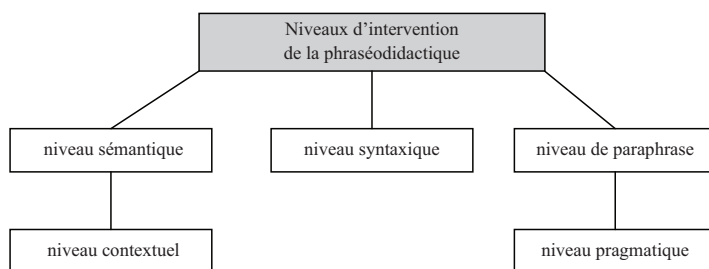 Niveaux d’intervention
de la phraséodidactique
niveau sémantique
niveau syntaxique
niveau de paraphrase
niveau contextuel
niveau pragmatique